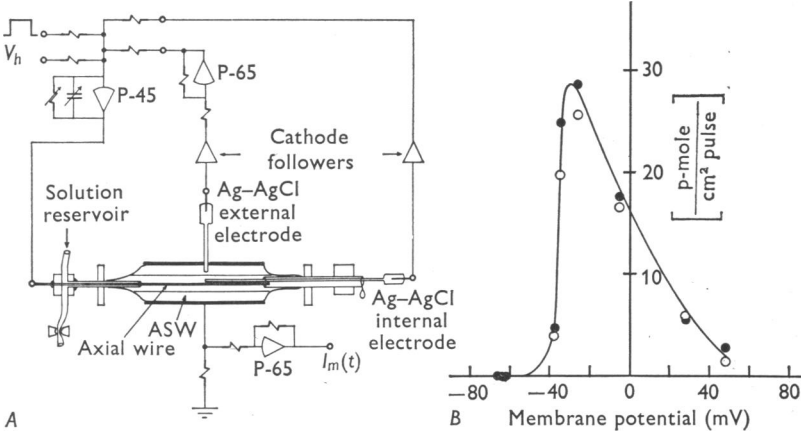 V_h
P-45
P-65
Cathode
followers
Solution
reservoir
Ag–AgCl
external
electrode
Axial wire
ASW
Ag–AgCl
internal
electrode
P-65
I_m(t)
A
30
20
10
p-mole
cm² pulse
−80
−40
0
40
80
B
Membrane potential (mV)